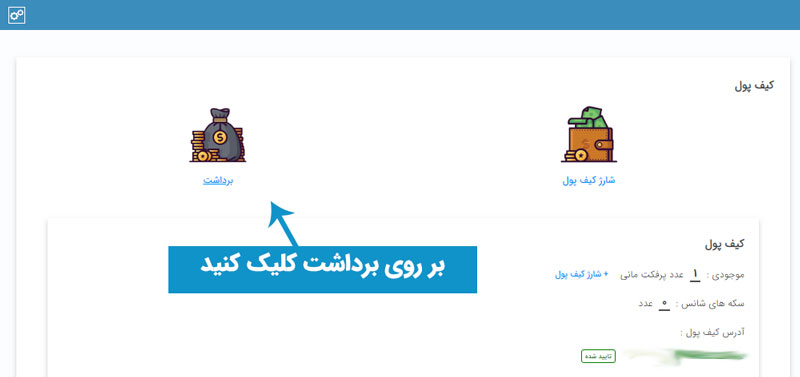 کیف پول
شارژ کیف پول
برداشت
بر روی برداشت کلیک کنید
کیف پول
موجودی : ۱ عدد پرفکت مانی + شارژ کیف پول
سکه های شانس : ۰ عدد
آدرس کیف پول :
تایید شده